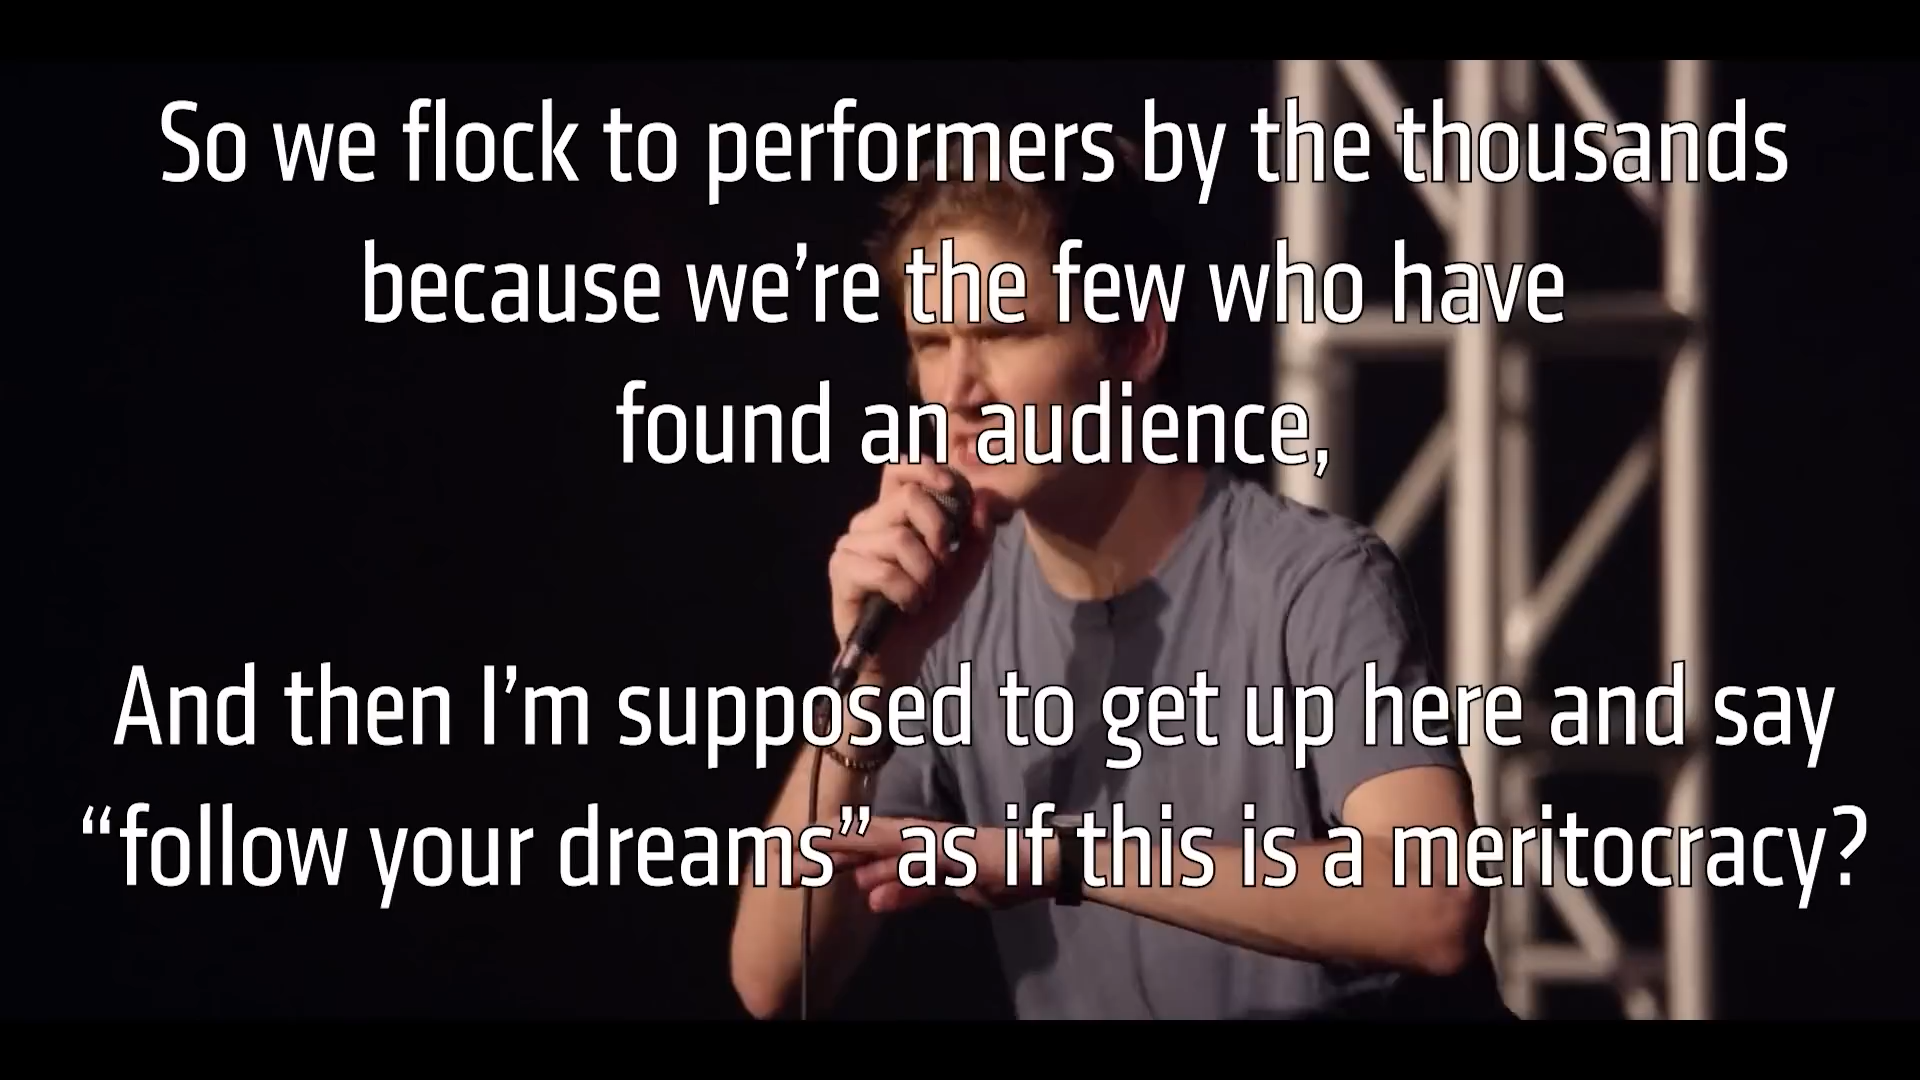 So we flock to performers by the thousands
because we’re the few who have
found an audience,
And then I’m supposed to get up here and say
“follow your dreams” as if this is a meritocracy?